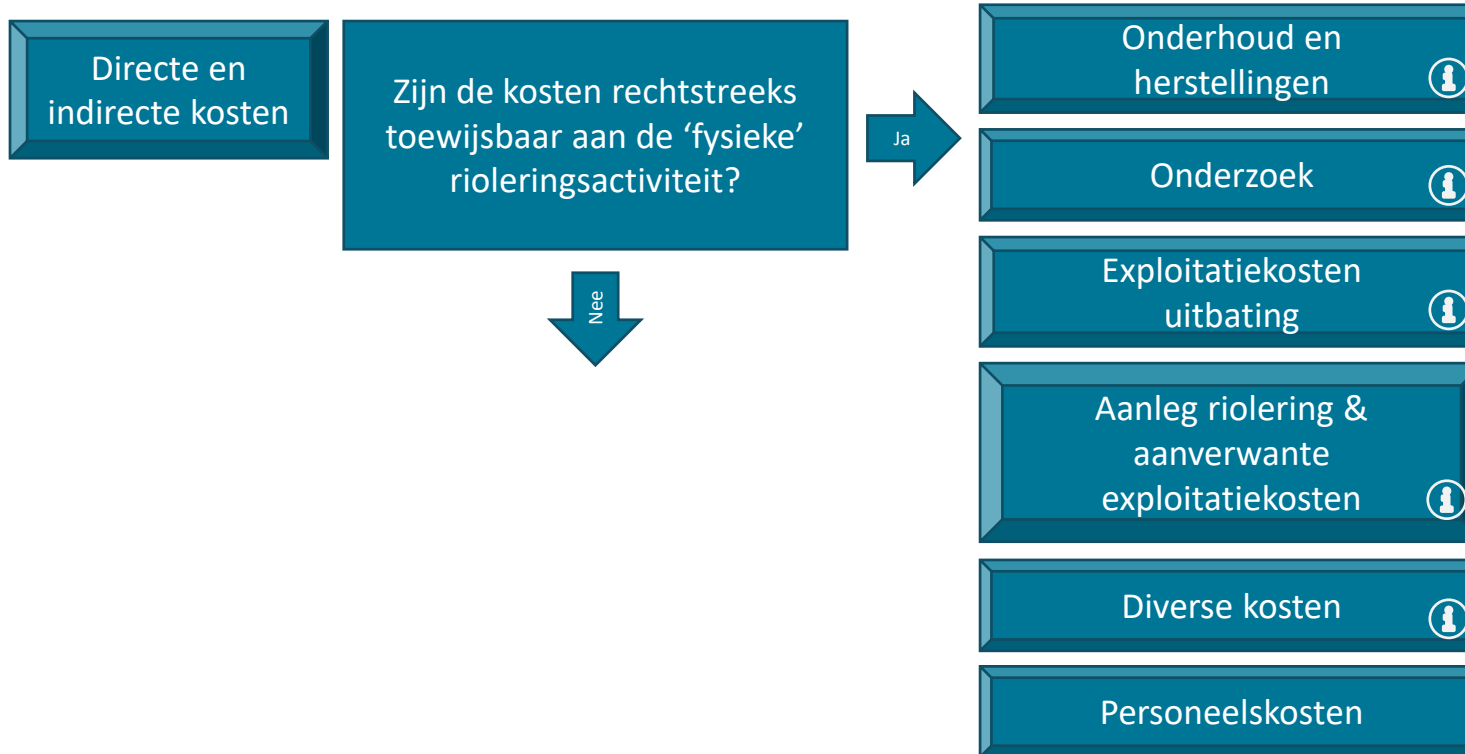 Directe en
indirecte kosten
Zijn de kosten rechtstreeks
toewijsbaar aan de ‘fysieke’
rioleringsactiviteit?
Ja
Nee
Onderhoud en
herstellingen
Onderzoek
Exploitatiekosten
uitbating
Aanleg riolering &
aanverwante
exploitatiekosten
Diverse kosten
Personeelskosten